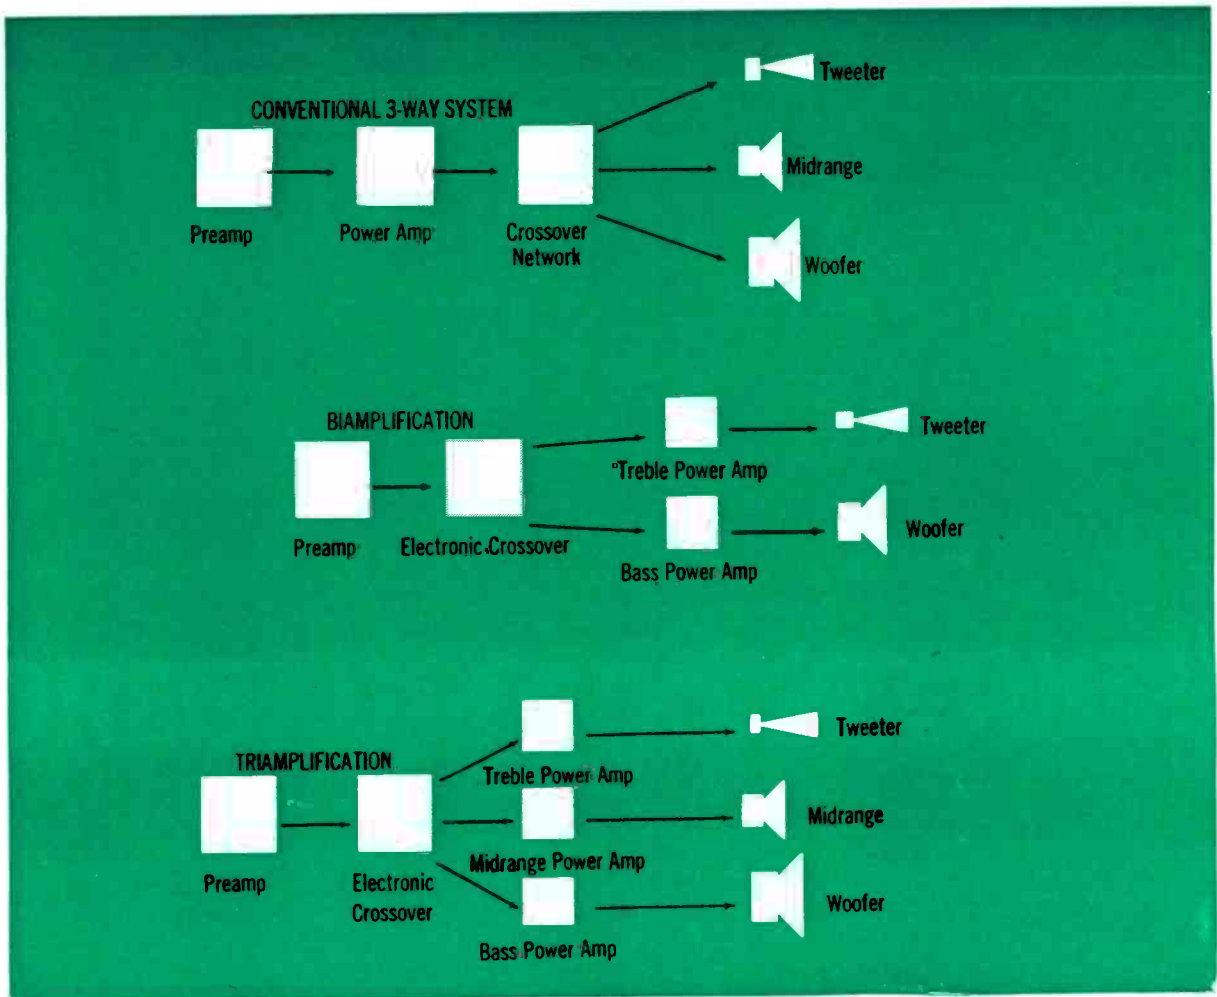 Tweeter
CONVENTIONAL 3-WAY SYSTEM
Midrange
Preamp
Power Amp
Crossover
Network
Woofer
BIAMPLIFICATION
Tweeter
Treble Power Amp
Preamp
Electronic Crossover
Woofer
Bass Power Amp
TRIAMPLIFICATION
Tweeter
Treble Power Amp
Midrange
Midrange Power Amp
Preamp
Electronic
Crossover
Woofer
Bass Power Amp